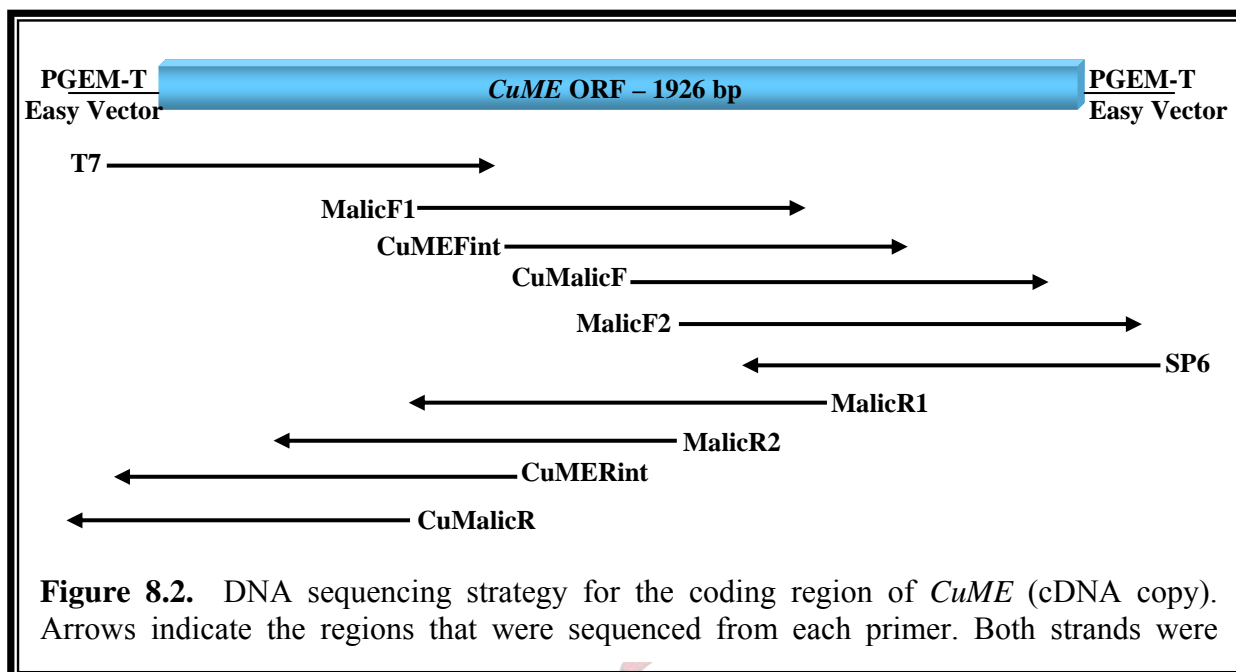 PGEM-T
Easy Vector
CuME ORF – 1926 bp
PGEM-T
Easy Vector
T7
MalicF1
CuMEFint
CuMalicF
MalicF2
SP6
MalicR1
MalicR2
CuMERint
CuMalicR
Figure 8.2. DNA sequencing strategy for the coding region of CuME (cDNA copy).
Arrows indicate the regions that were sequenced from each primer. Both strands were